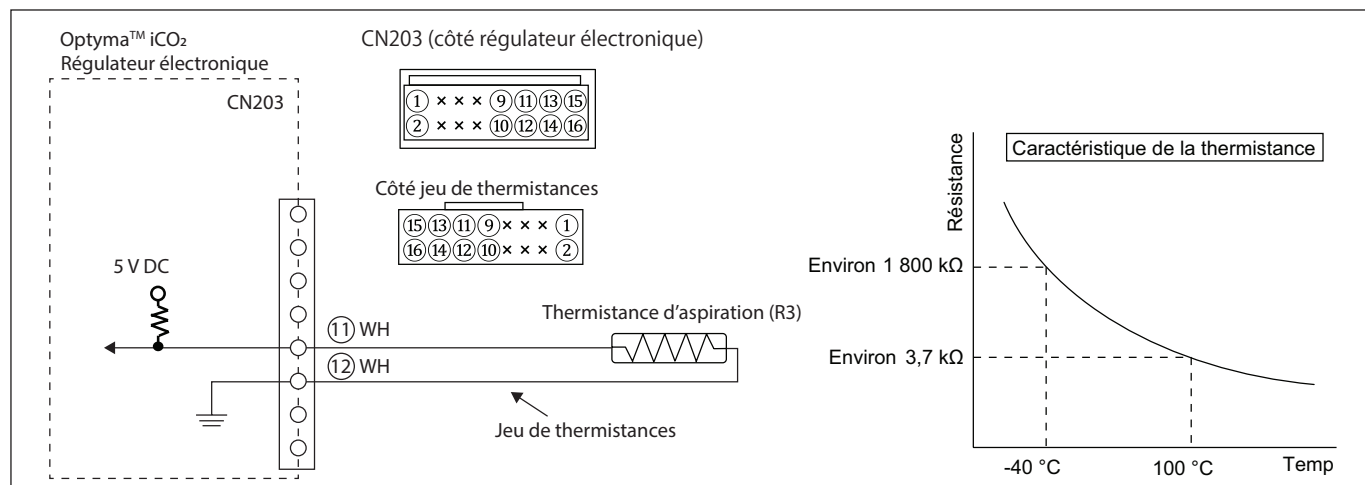 Optyma™ iCO₂
Régulateur électronique
CN203
CN203 (côté régulateur électronique)
1 × × × 9 11 13 15
2 × × × 10 12 14 16
Côté jeu de thermistances
15 13 11 9 × × × 1
16 14 12 10 × × × 2
5 V DC
11 WH
12 WH
Thermistance d'aspiration (R3)
Jeu de thermistances
Caractéristique de la thermistance
Résistance
Environ 1 800 kΩ
Environ 3,7 kΩ
-40 °C
100 °C
Temp